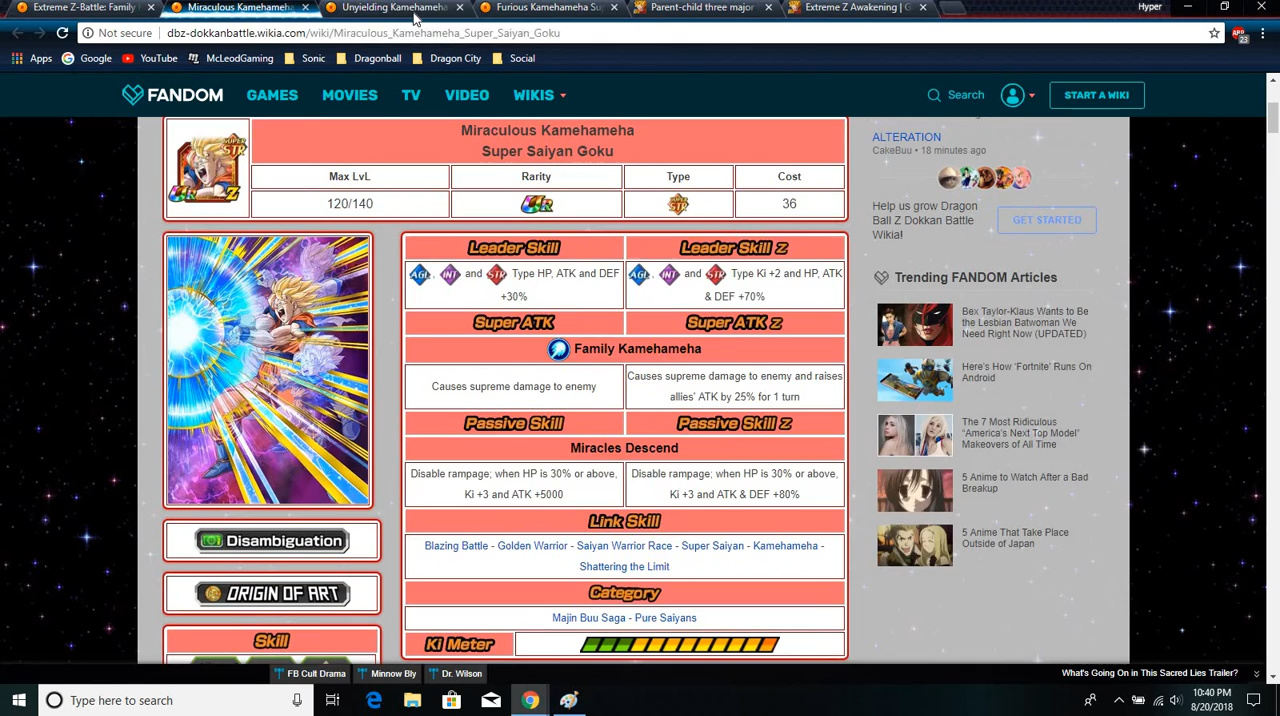 Extreme Z-Battle: Family
Miraculous Kamehameha
Unyielding Kamehameha
Furious Kamehameha Su
Parent-child three major
Extreme Z Awakening | G
Hyper
Not secure
dbz-dokkanbattle.wikia.com/wiki/Miraculous_Kamehameha_Super_Saiyan_Goku
23
Apps
Google
YouTube
McLeodGaming
Sonic
Dragonball
Dragon City
Social
FANDOM
GAMES
MOVIES
TV
VIDEO
WIKIS
Search
START A WIKI
Miraculous Kamehameha
Super Saiyan Goku
Max LvL
Rarity
Type
Cost
120/140
UR
SUPER STR
36
SUPER STR
UR Z
Leader Skill
Leader Skill Z
AGL, INT and STR Type HP, ATK and DEF
+30%
AGL, INT and STR Type Ki +2 and HP, ATK
& DEF +70%
Super ATK
Super ATK Z
Family Kamehameha
Causes supreme damage to enemy
Causes supreme damage to enemy and raises
allies' ATK by 25% for 1 turn
Passive Skill
Passive Skill Z
Miracles Descend
Disable rampage; when HP is 30% or above,
Ki +3 and ATK +5000
Disable rampage; when HP is 30% or above,
Ki +3 and ATK & DEF +80%
Link Skill
Blazing Battle - Golden Warrior - Saiyan Warrior Race - Super Saiyan - Kamehameha -
Shattering the Limit
Category
Majin Buu Saga - Pure Saiyans
Ki Meter
Disambiguation
ORIGIN OF ART
Skill
ALTERATION
CakeBuu • 18 minutes ago
Help us grow Dragon
Ball Z Dokkan Battle
Wikia!
GET STARTED
Trending FANDOM Articles
Bex Taylor-Klaus Wants to Be
the Lesbian Batwoman We
Need Right Now (UPDATED)
Here's How 'Fortnite' Runs On
Android
The 7 Most Ridiculous
"America's Next Top Model"
Makeovers of All Time
5 Anime to Watch After a Bad
Breakup
5 Anime That Take Place
Outside of Japan
FB Cult Drama
Minnow Bly
Dr. Wilson
What's Going On in This Sacred Lies Trailer?
Type here to search
10:40 PM
8/20/2018